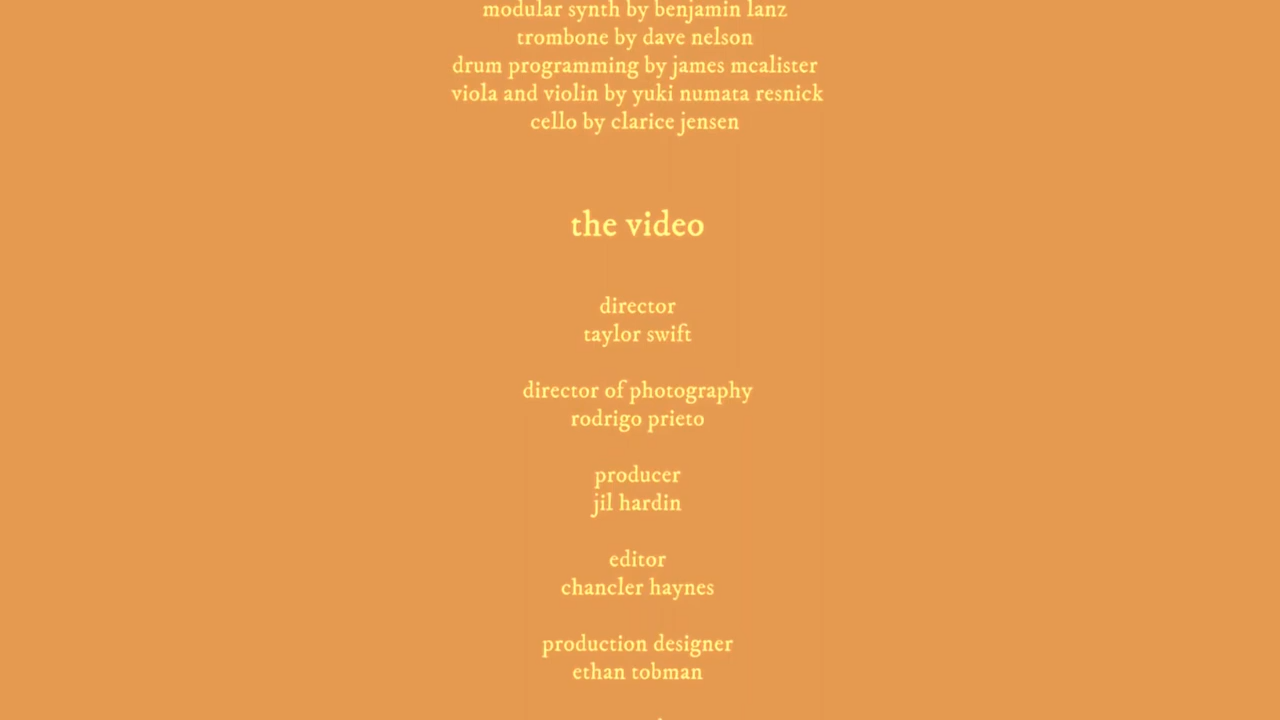 modular synth by benjamin lanz
trombone by dave nelson
drum programming by james mcalister
viola and violin by yuki numata resnick
cello by clarice jensen
the video
director
taylor swift
director of photography
rodrigo prieto
producer
jil hardin
editor
chancler haynes
production designer
ethan tobman